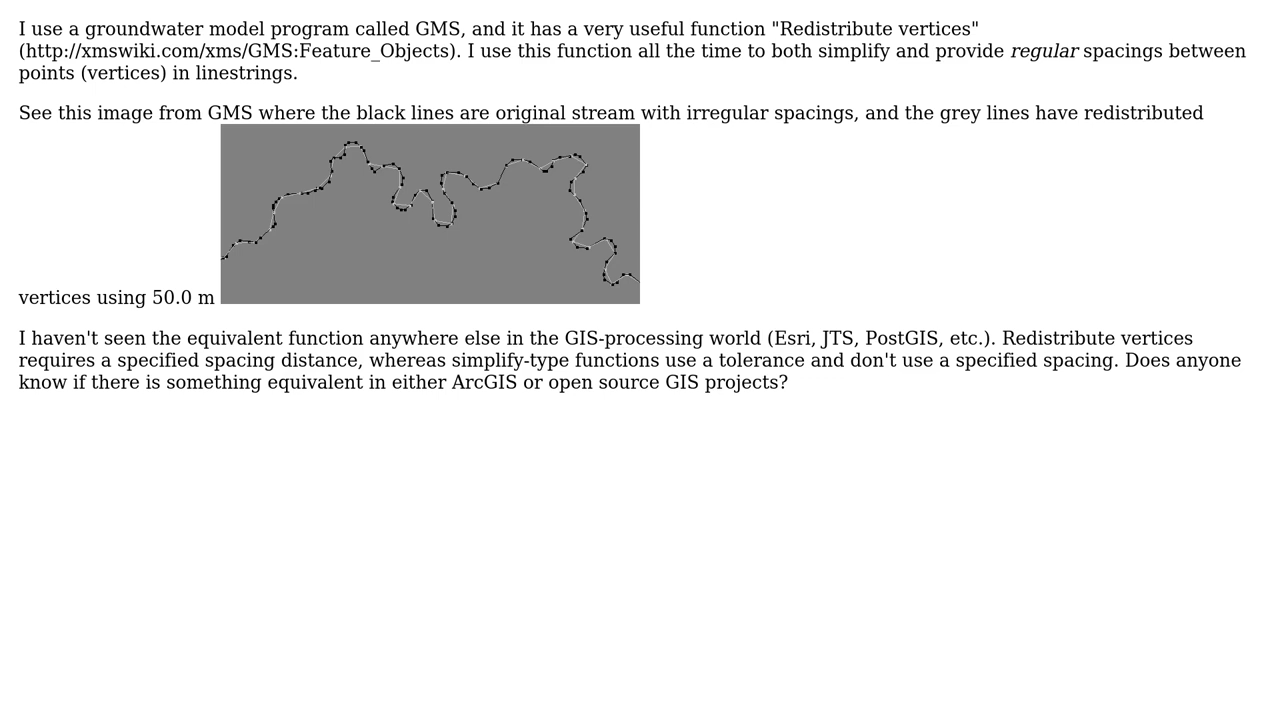 I use a groundwater model program called GMS, and it has a very useful function "Redistribute vertices"
(http://xmswiki.com/xms/GMS:Feature_Objects). I use this function all the time to both simplify and provide regular spacings between
points (vertices) in linestrings.
See this image from GMS where the black lines are original stream with irregular spacings, and the grey lines have redistributed
vertices using 50.0 m
I haven't seen the equivalent function anywhere else in the GIS-processing world (Esri, JTS, PostGIS, etc.). Redistribute vertices
requires a specified spacing distance, whereas simplify-type functions use a tolerance and don't use a specified spacing. Does anyone
know if there is something equivalent in either ArcGIS or open source GIS projects?